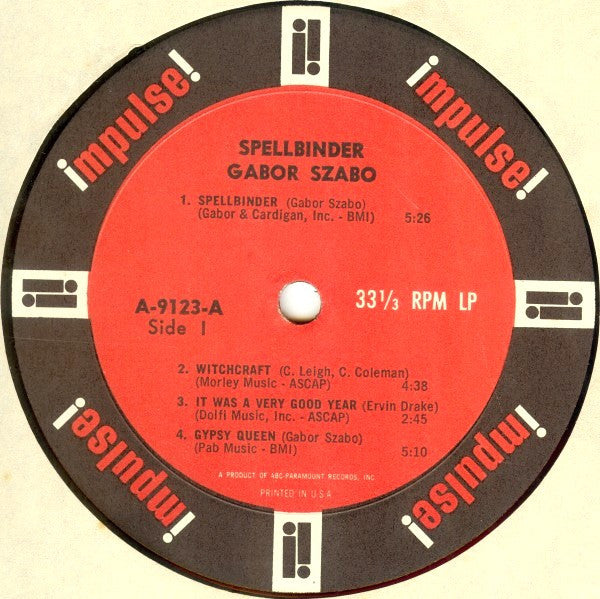 impulse!
impulse!
SPELLBINDER
GABOR SZABO
1. SPELLBINDER (Gabor Szabo)
(Gabor & Cardigan, Inc. - BMI) 5:26
A-9123-A
Side 1
33 1/3 RPM LP
2. WITCHCRAFT (C. Leigh, C. Coleman)
(Morley Music - ASCAP) 4:38
3. IT WAS A VERY GOOD YEAR (Ervin Drake)
(Dolfi Music, Inc. - ASCAP) 2:45
4. GYPSY QUEEN (Gabor Szabo)
(Pab Music - BMI) 5:10
A PRODUCT OF ABC-PARAMOUNT RECORDS, INC
PRINTED IN U.S.A
impulse!
impulse!
i!
i!
i!
i!